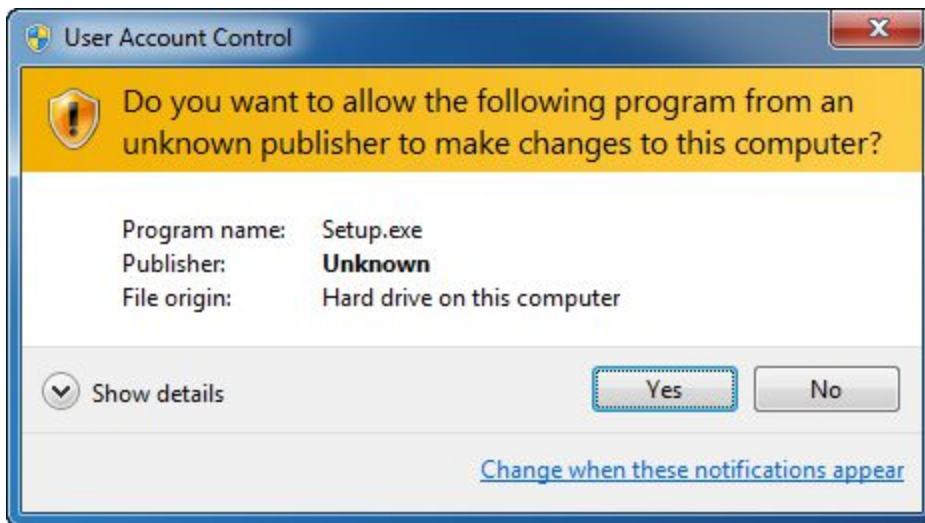 User Account Control
Do you want to allow the following program from an
unknown publisher to make changes to this computer?
Program name: Setup.exe
Publisher: Unknown
File origin: Hard drive on this computer
Show details
Yes
No
Change when these notifications appear